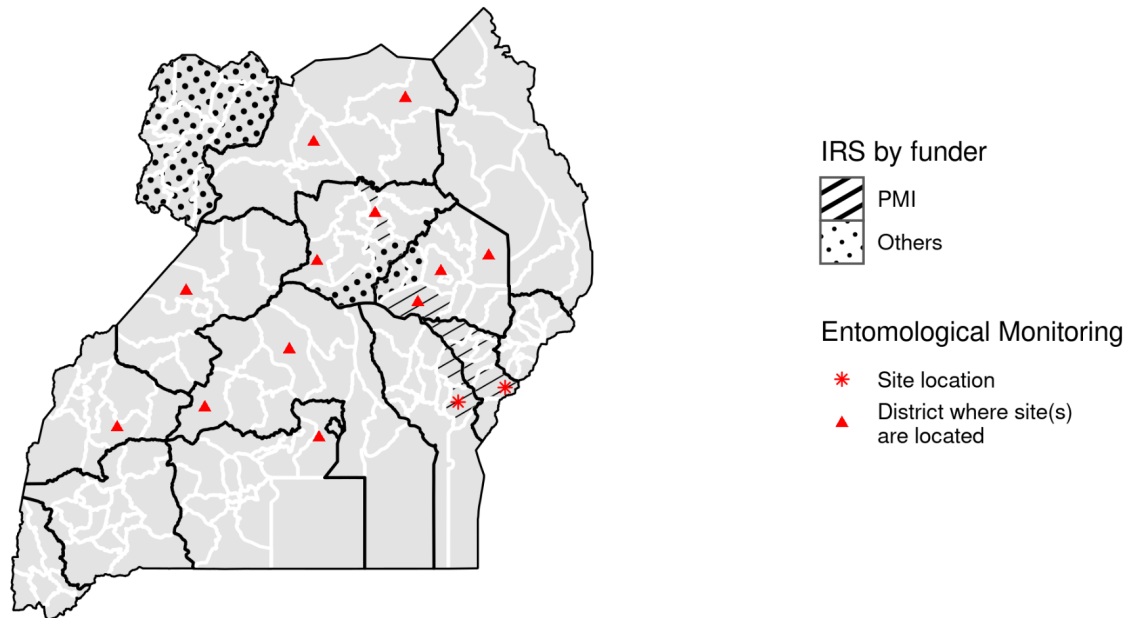 IRS by funder
PMI
Others
Entomological Monitoring
Site location
District where site(s)
are located